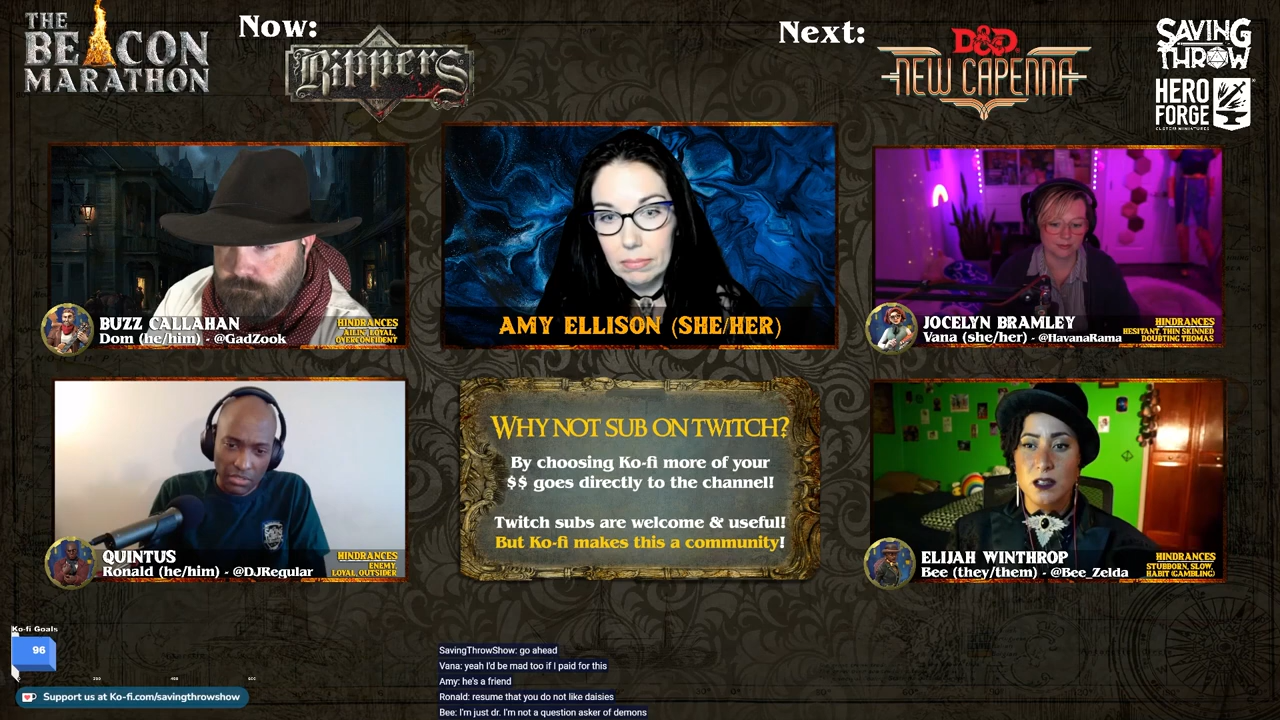 THE
BEACON
MARATHON
Now:
Rippers
Next:
D&D
NEW CAPENNA
SAVING
THROW
HERO
FORGE
CUSTOM MINIATURES
BUZZ CALLAHAN
Dom (he/him) - @GadZook
HINDRANCES
AILIN', LOYAL,
OVERCONFIDENT
AMY ELLISON (SHE/HER)
JOCELYN BRAMLEY
Vana (she/her) - @HavanaRama
HINDRANCES
HESITANT, THIN SKINNED
DOUBTING THOMAS
QUINTUS
Ronald (he/him) - @DJRegular
HINDRANCES
ENEMY,
LOYAL, OUTSIDER
WHY NOT SUB ON TWITCH?
By choosing Ko-fi more of your
$$ goes directly to the channel!
Twitch subs are welcome & useful!
But Ko-fi makes this a community!
ELIJAH WINTHROP
Bee (they/them) - @Bee_Zelda
HINDRANCES
STUBBORN, SLOW,
HABIT (GAMBLING)
Ko-fi Goals
96
Support us at Ko-fi.com/savingthrowshow
SavingThrowShow: go ahead
Vana: yeah I'd be mad too if I paid for this
Amy: he's a friend
Ronald: resume that you do not like daisies
Bee: I'm just dr. I'm not a question asker of demons